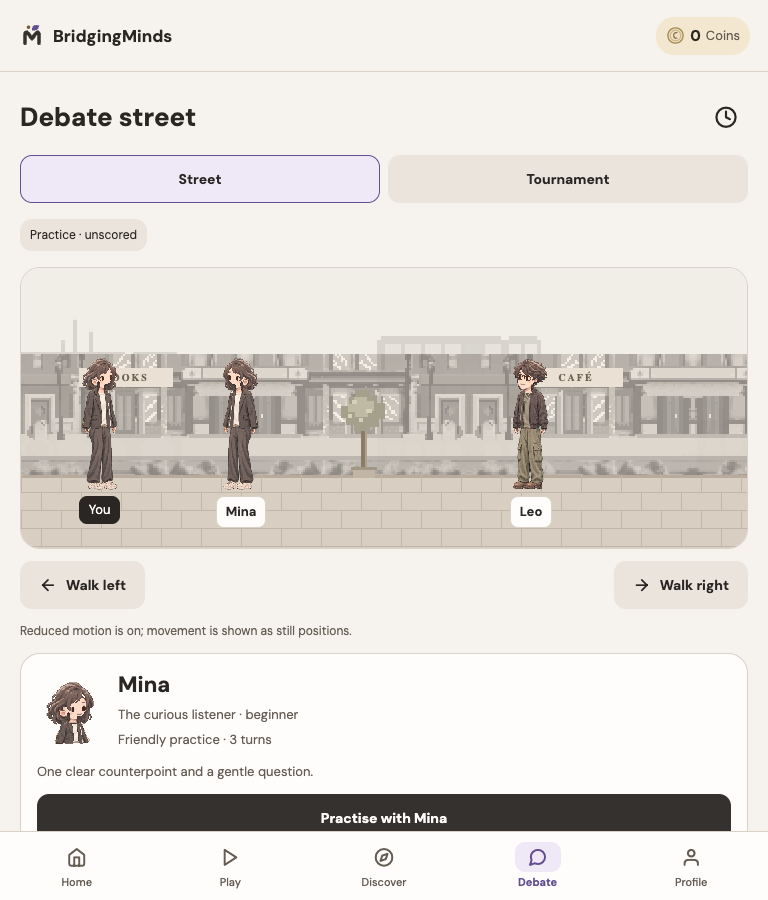 BridgingMinds
0 Coins
Debate street
Street
Tournament
Practice · unscored
OOKS
CAFÉ
You
Mina
Leo
Walk left
Walk right
Reduced motion is on; movement is shown as still positions.
Mina
The curious listener · beginner
Friendly practice · 3 turns
One clear counterpoint and a gentle question.
Practise with Mina
Home
Play
Discover
Debate
Profile